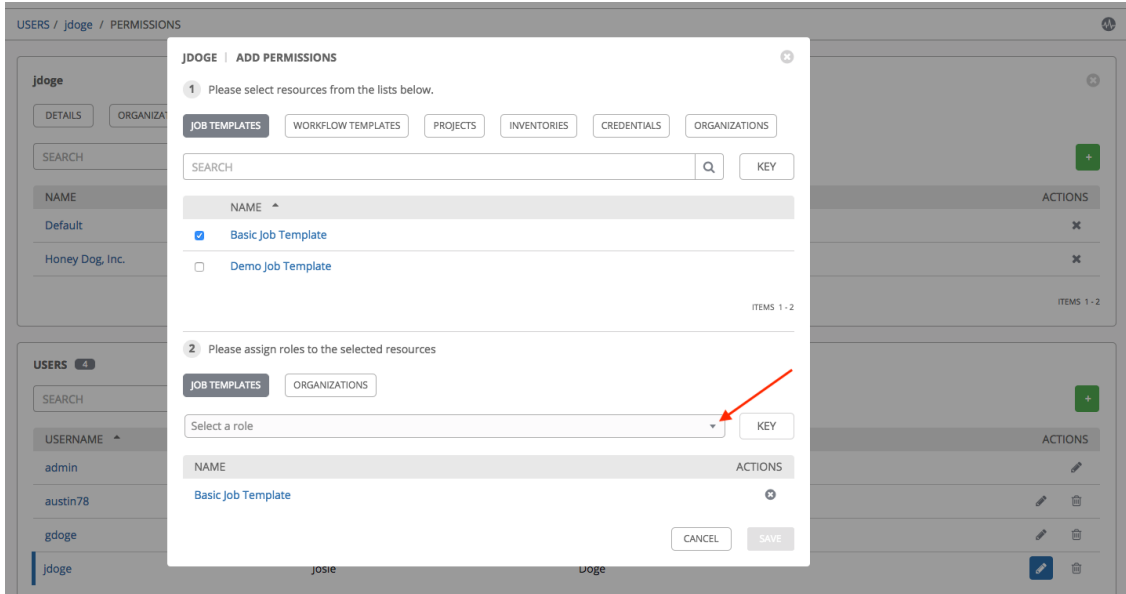 USERS / jdoge / PERMISSIONS
jdoge
DETAILS ORGANIZAT
SEARCH
NAME ACTIONS
Default
Honey Dog, Inc.
ITEMS 1 - 2
USERS 4
SEARCH
USERNAME ACTIONS
admin
austin78
gdoge
jdoge Josie Doge
JDOGE | ADD PERMISSIONS
1 Please select resources from the lists below.
JOB TEMPLATES WORKFLOW TEMPLATES PROJECTS INVENTORIES CREDENTIALS ORGANIZATIONS
SEARCH KEY
NAME
Basic Job Template
Demo Job Template
ITEMS 1 - 2
2 Please assign roles to the selected resources
JOB TEMPLATES ORGANIZATIONS
Select a role KEY
NAME ACTIONS
Basic Job Template
CANCEL SAVE